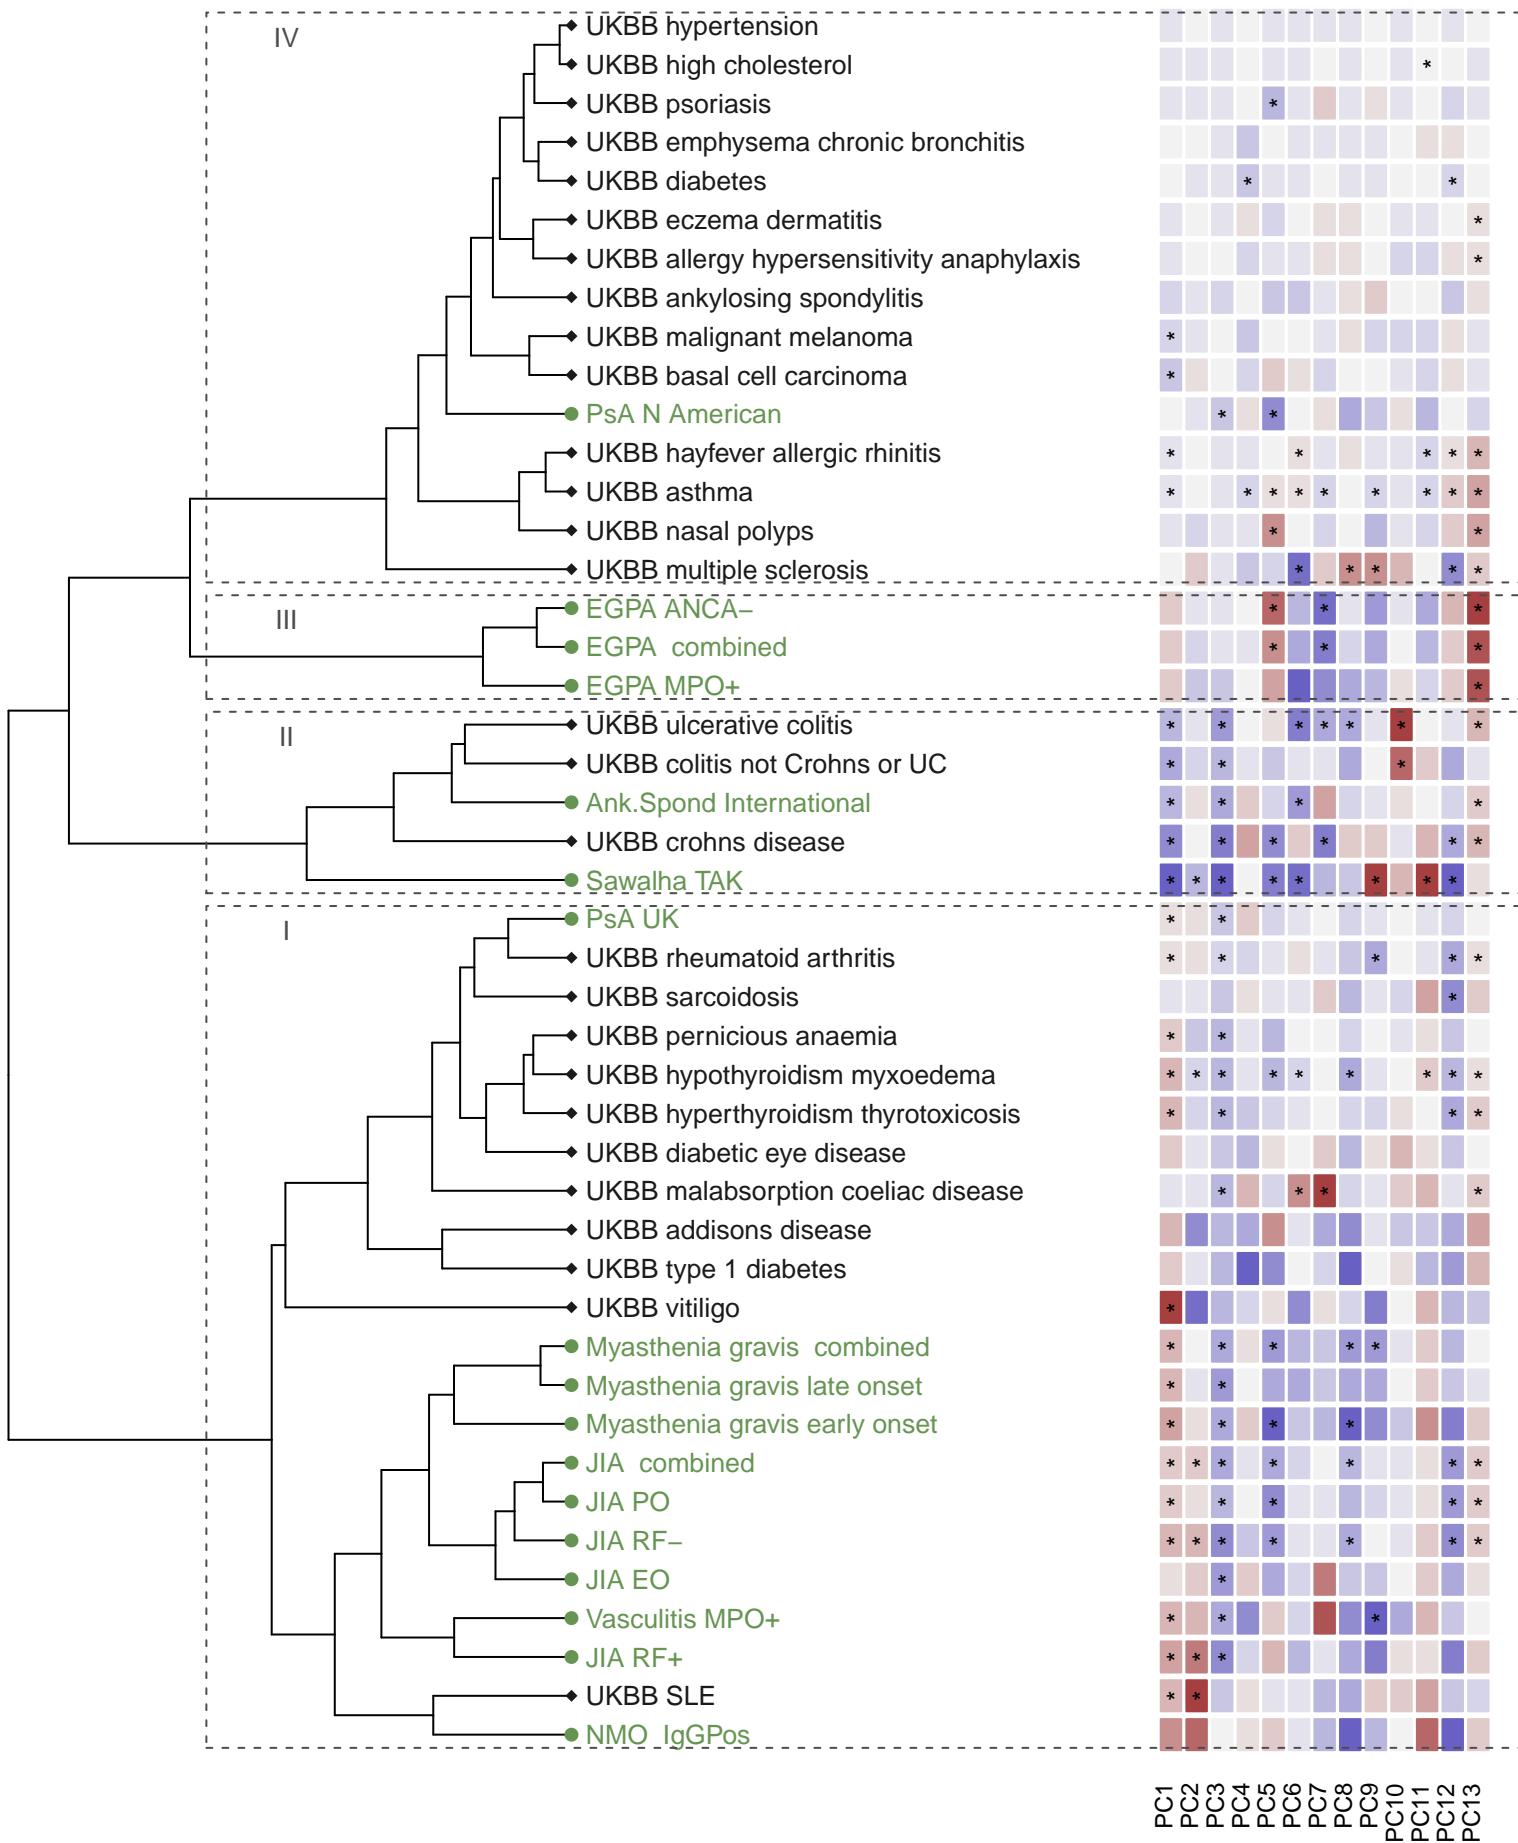 IV
UKBB hypertension
UKBB high cholesterol
UKBB psoriasis
UKBB emphysema chronic bronchitis
UKBB diabetes
UKBB eczema dermatitis
UKBB allergy hypersensitivity anaphylaxis
UKBB ankylosing spondylitis
UKBB malignant melanoma
UKBB basal cell carcinoma
PsA N American
UKBB hayfever allergic rhinitis
UKBB asthma
UKBB nasal polyps
UKBB multiple sclerosis
III
EGPA ANCA−
EGPA combined
EGPA MPO+
II
UKBB ulcerative colitis
UKBB colitis not Crohns or UC
Ank.Spond International
UKBB crohns disease
Sawalha TAK
I
PsA UK
UKBB rheumatoid arthritis
UKBB sarcoidosis
UKBB pernicious anaemia
UKBB hypothyroidism myxoedema
UKBB hyperthyroidism thyrotoxicosis
UKBB diabetic eye disease
UKBB malabsorption coeliac disease
UKBB addisons disease
UKBB type 1 diabetes
UKBB vitiligo
Myasthenia gravis combined
Myasthenia gravis late onset
Myasthenia gravis early onset
JIA combined
JIA PO
JIA RF−
JIA EO
Vasculitis MPO+
JIA RF+
UKBB SLE
NMO IgGPos
PC1
PC2
PC3
PC4
PC5
PC6
PC7
PC8
PC9
PC10
PC11
PC12
PC13